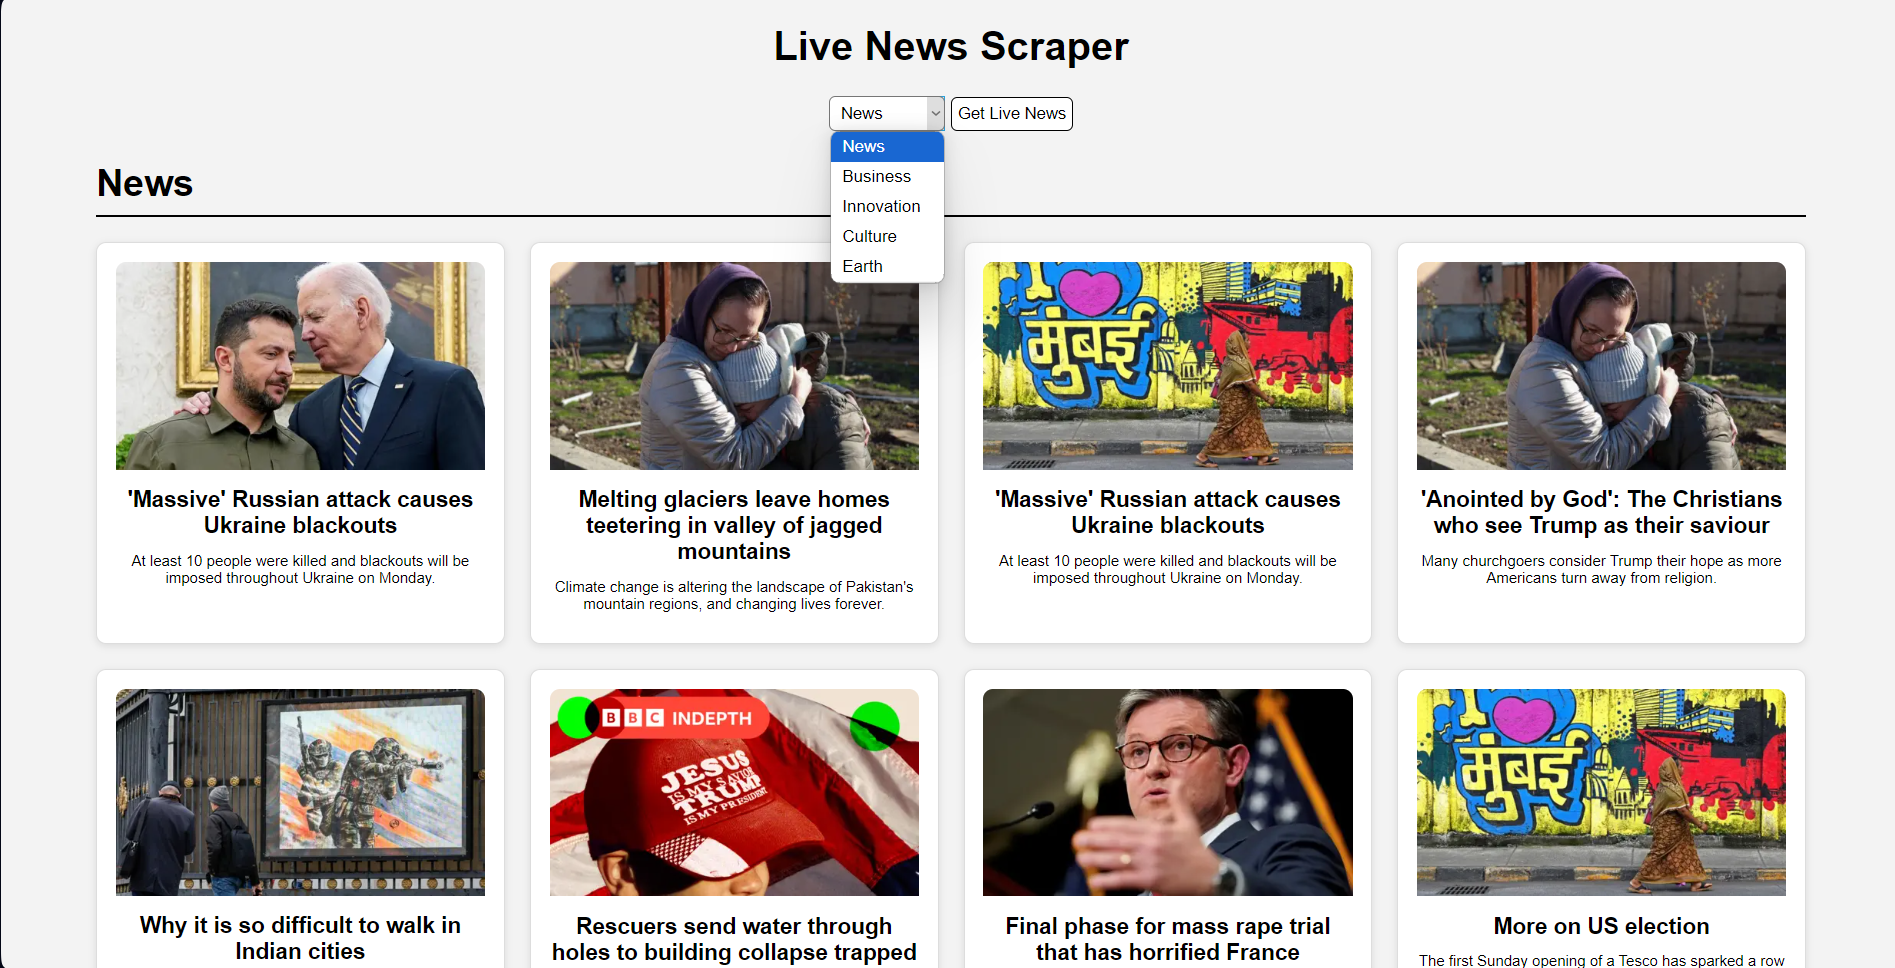 Live News Scraper
News
Get Live News
News
Business
Innovation
Culture
Earth
News
मुंबई
'Massive' Russian attack causes
Ukraine blackouts
At least 10 people were killed and blackouts will be
imposed throughout Ukraine on Monday.
Melting glaciers leave homes
teetering in valley of jagged
mountains
Climate change is altering the landscape of Pakistan's
mountain regions, and changing lives forever.
'Massive' Russian attack causes
Ukraine blackouts
At least 10 people were killed and blackouts will be
imposed throughout Ukraine on Monday.
'Anointed by God': The Christians
who see Trump as their saviour
Many churchgoers consider Trump their hope as more
Americans turn away from religion.
BBC INDEPTH
JESUS
IS MY SAVIOR
TRUMP
IS MY PRESIDENT
मुंबई
Why it is so difficult to walk in
Indian cities
Rescuers send water through
holes to building collapse trapped
Final phase for mass rape trial
that has horrified France
More on US election
The first Sunday opening of a Tesco has sparked a row